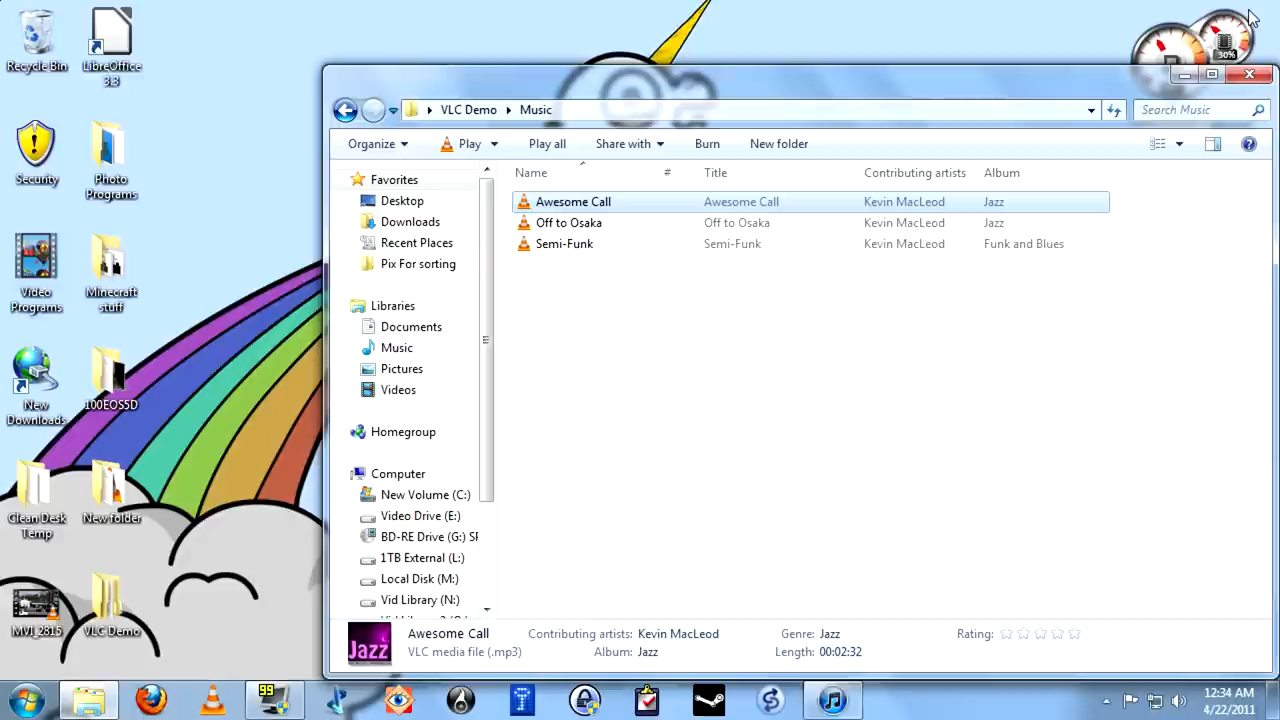 Recycle Bin
LibreOffice 3.3
Security
Photo Programs
Video Programs
Minecraft stuff
New Downloads
100EOS5D
Clean Desk Temp
New folder
MVI_2815
VLC Demo
30%
VLC Demo Music
Search Music
Organize Play Play all Share with Burn New folder
Name # Title Contributing artists Album
Awesome Call Awesome Call Kevin MacLeod Jazz
Off to Osaka Off to Osaka Kevin MacLeod Jazz
Semi-Funk Semi-Funk Kevin MacLeod Funk and Blues
Favorites
Desktop
Downloads
Recent Places
Pix For sorting
Libraries
Documents
Music
Pictures
Videos
Homegroup
Computer
New Volume (C:)
Video Drive (E:)
BD-RE Drive (G:) SF
1TB External (L:)
Local Disk (M:)
Vid Library (N:)
Jazz
Awesome Call Contributing artists: Kevin MacLeod Genre: Jazz Rating:
VLC media file (.mp3) Album: Jazz Length: 00:02:32
99
12:34 AM
4/22/2011